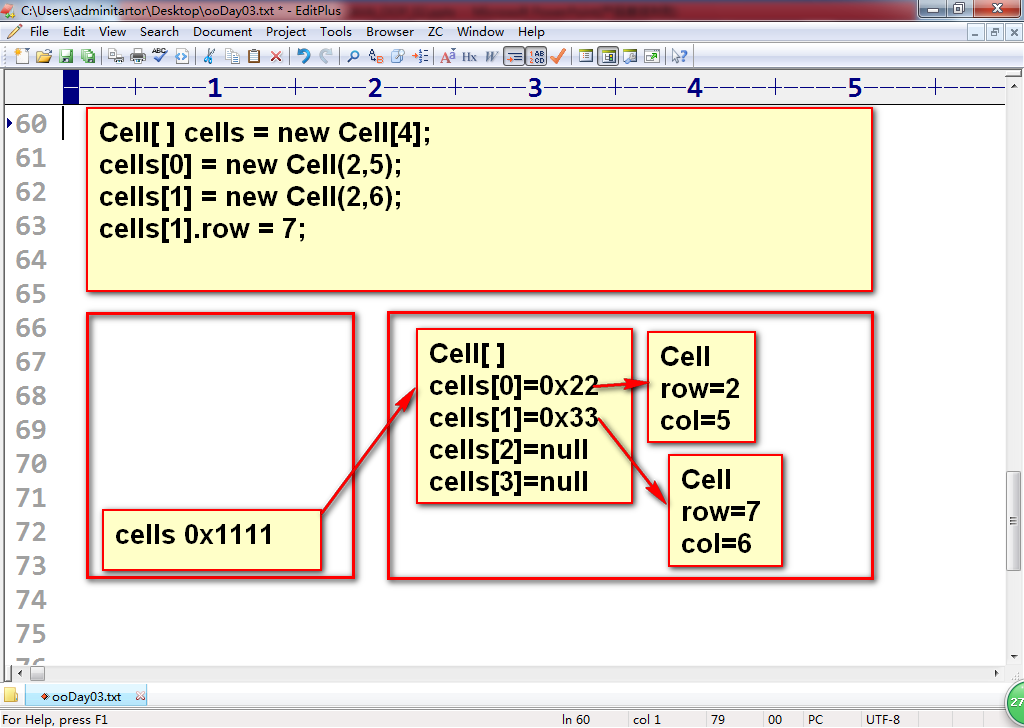 C:\Users\adminitartor\Desktop\ooDay03.txt * - EditPlus
File Edit View Search Document Project Tools Browser ZC Window Help
1 2 3 4 5
60
61
62
63
64
65
66
67
68
69
70
71
72
73
74
75
76
Cell[ ] cells = new Cell[4];
cells[0] = new Cell(2,5);
cells[1] = new Cell(2,6);
cells[1].row = 7;
cells 0x1111
Cell[ ]
cells[0]=0x22
cells[1]=0x33
cells[2]=null
cells[3]=null
Cell
row=2
col=5
Cell
row=7
col=6
27
ooDay03.txt
For Help, press F1 ln 60 col 1 79 00 PC UTF-8